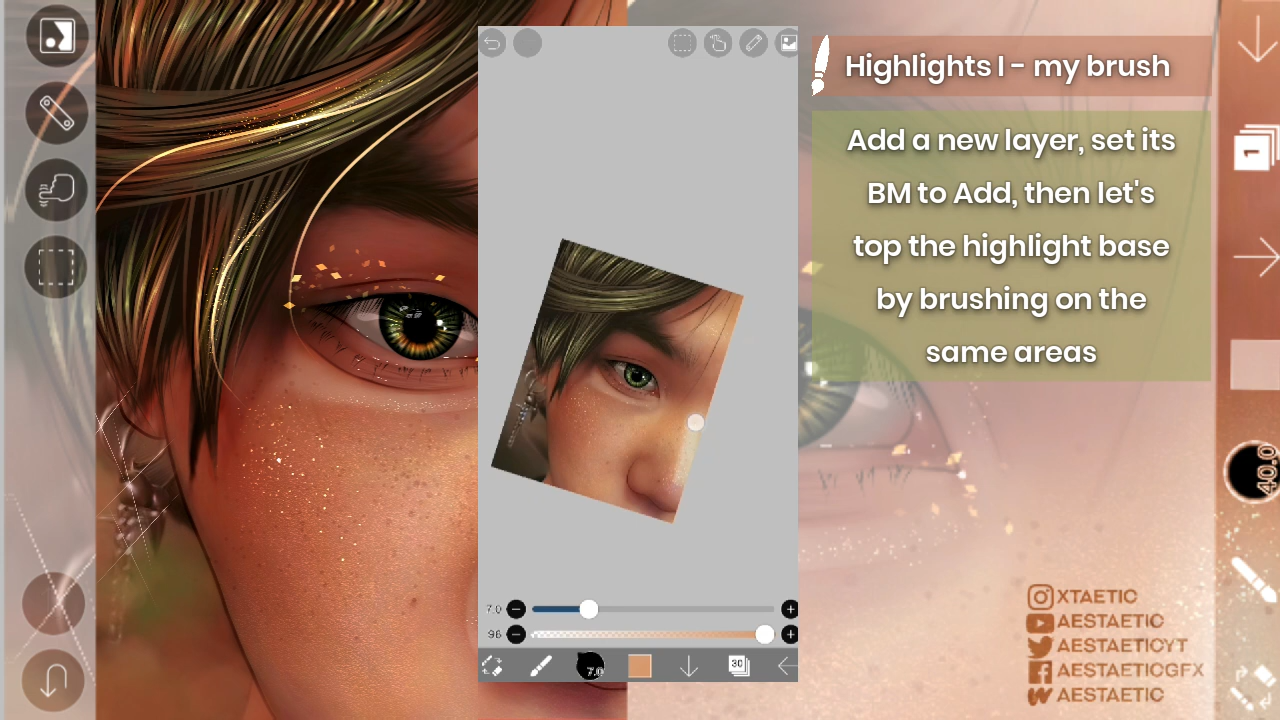 Highlights I - my brush
Add a new layer, set its
BM to Add, then let's
top the highlight base
by brushing on the
same areas
1
40.0
7.0
96
7.0
30
XTAETIC
AESTAETIC
AESTAETICYT
AESTAETICGFX
AESTAETIC